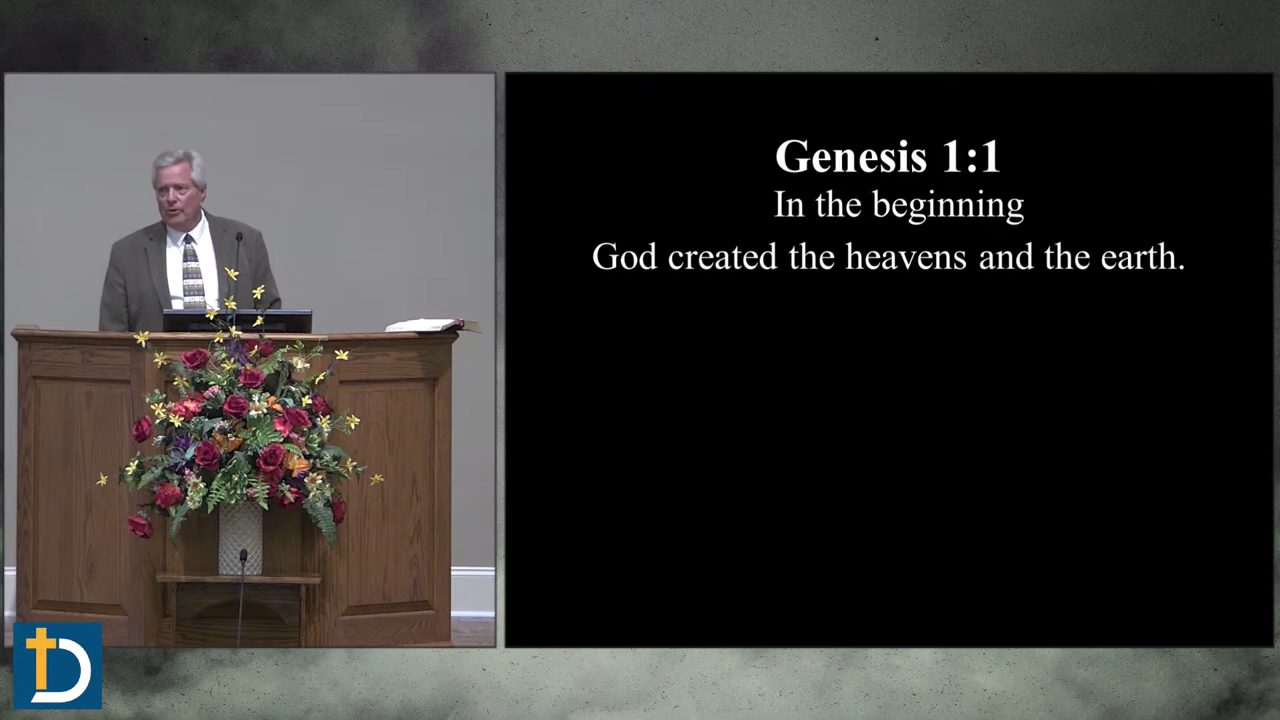 Genesis 1:1
In the beginning
God created the heavens and the earth.